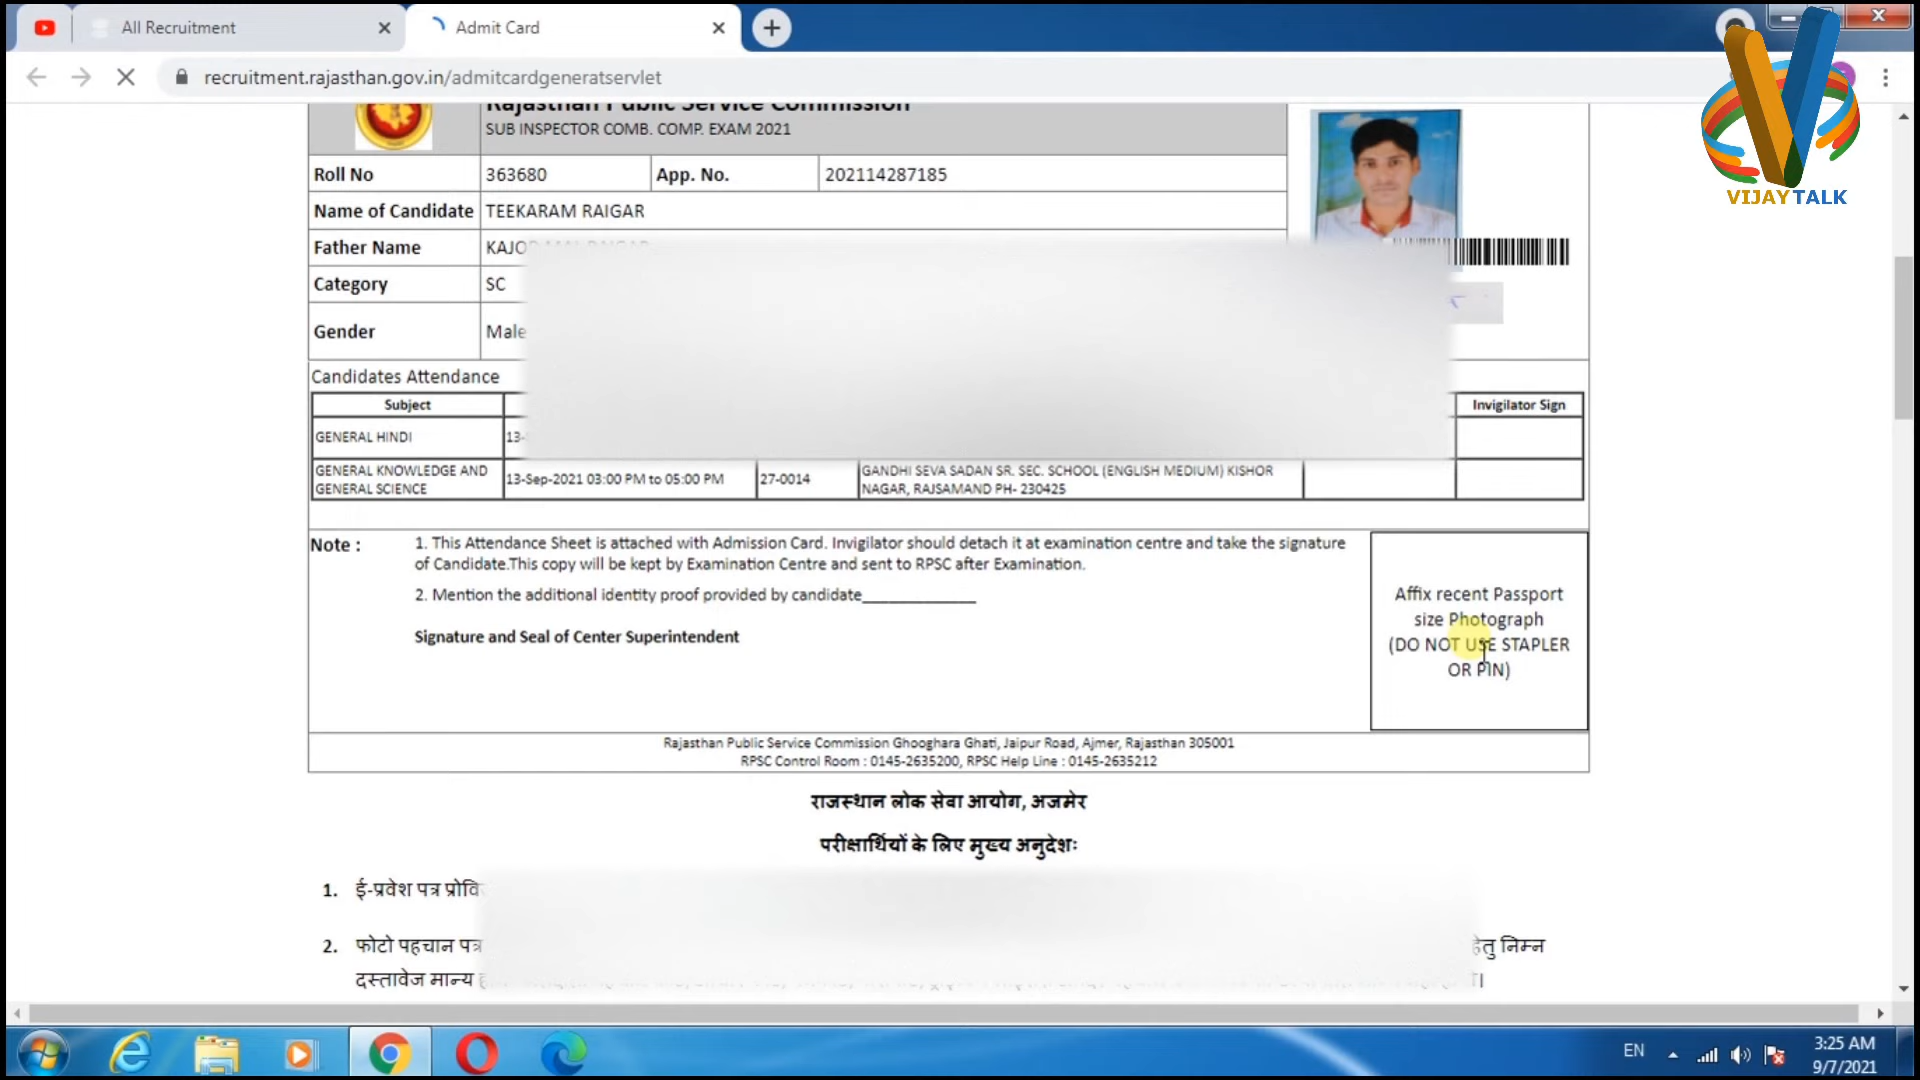 All Recruitment
Admit Card
recruitment.rajasthan.gov.in/admitcardgeneratservlet
VIJAYTALK
Rajasthan Public Service Commission
SUB INSPECTOR COMB. COMP. EXAM 2021
Roll No 363680 App. No. 202114287185
Name of Candidate TEEKARAM RAIGAR
Father Name
Category SC
Gender Male
Candidates Attendance
Subject Invigilator Sign
GENERAL HINDI 13-
GENERAL KNOWLEDGE AND GENERAL SCIENCE 13-Sep-2021 03:00 PM to 05:00 PM 27-0014 GANDHI SEVA SADAN SR. SEC. SCHOOL (ENGLISH MEDIUM) KISHOR
NAGAR, RAJSAMAND PH- 230425
Note : 1. This Attendance Sheet is attached with Admission Card. Invigilator should detach it at examination centre and take the signature
of Candidate.This copy will be kept by Examination Centre and sent to RPSC after Examination.
2. Mention the additional identity proof provided by candidate_____________
Signature and Seal of Center Superintendent
Affix recent Passport
size Photograph
(DO NOT USE STAPLER
OR PIN)
Rajasthan Public Service Commission Ghooghara Ghati, Jaipur Road, Ajmer, Rajasthan 305001
RPSC Control Room : 0145-2635200, RPSC Help Line : 0145-2635212
राजस्थान लोक सेवा आयोग, अजमेर
परीक्षार्थियों के लिए मुख्य अनुदेशः
1. ई-प्रवेश पत्र
2. फोटो पहचान पत्र हेतु निम्न
दस्तावेज मान्य
EN
3:25 AM
9/7/2021